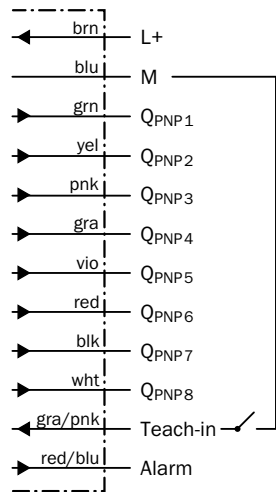 brn L+
blu M
grn QPNP1
yel QPNP2
pnk QPNP3
gra QPNP4
vio QPNP5
red QPNP6
blk QPNP7
wht QPNP8
gra/pnk Teach-in
red/blu Alarm